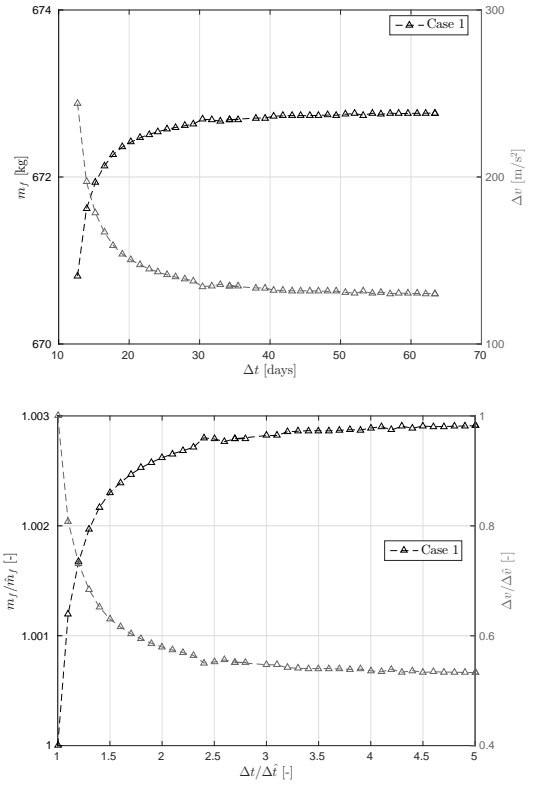 674
300
Case 1
672
200
m_f [kg]
Δv [m/s²]
670
100
10 20 30 40 50 60 70
Δt [days]
1.003
1
1.002
0.8
Case 1
m_f/m̂_f [-]
Δv/Δv̂ [-]
1.001
0.6
1
0.4
1 1.5 2 2.5 3 3.5 4 4.5 5
Δt/Δt̂ [-]